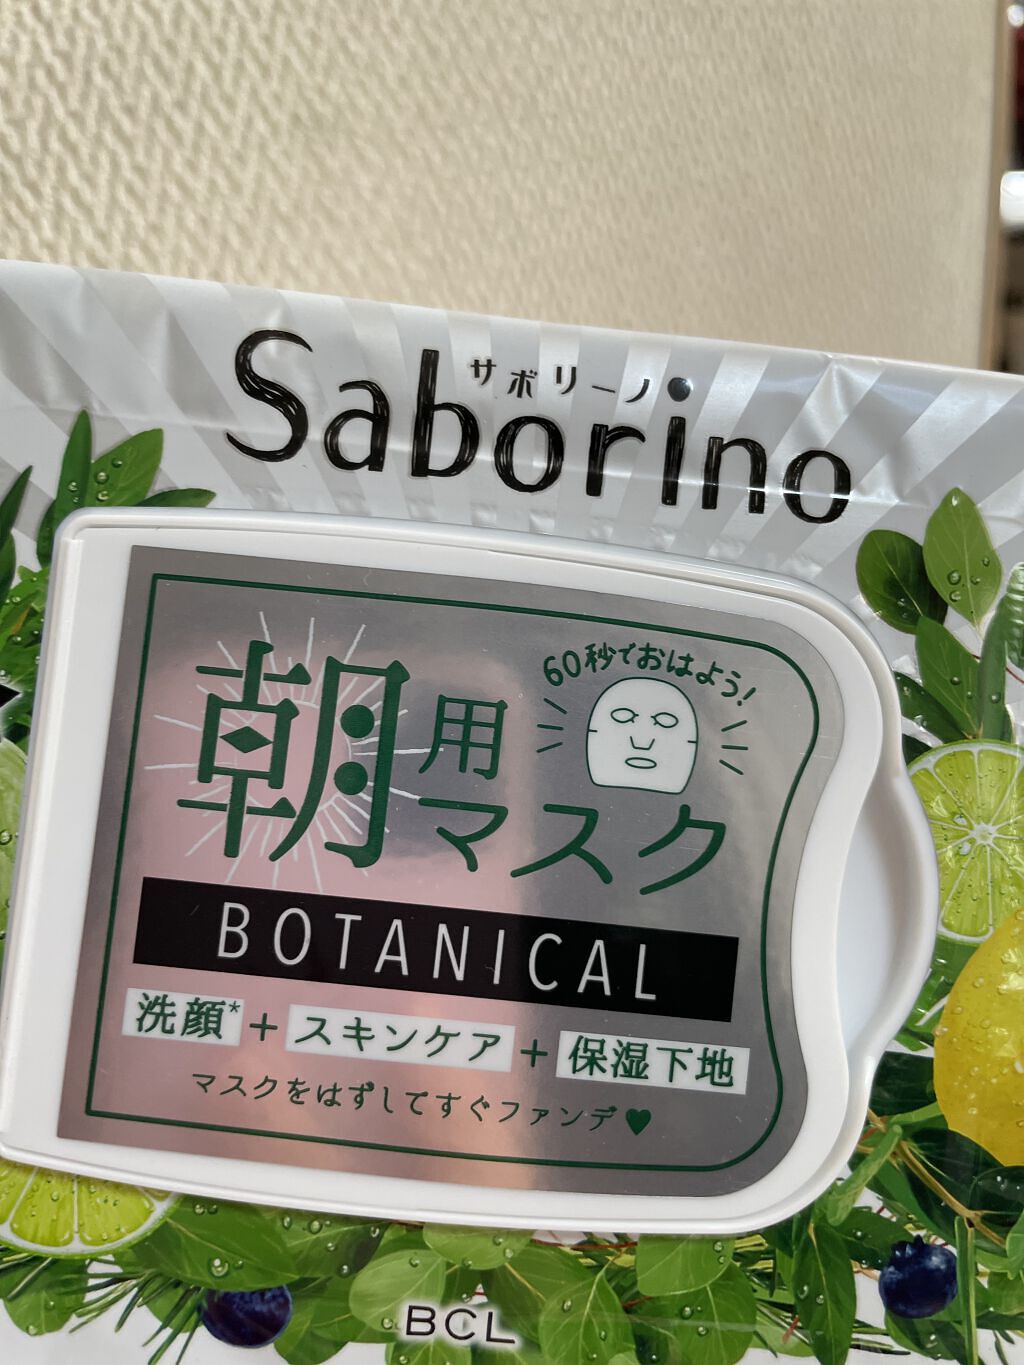 サボリーノ
Saborino
60秒でおはよう!
朝用マスク
BOTANICAL
洗顔*+スキンケア+保湿下地
マスクをはずしてすぐファンデ♥
BCL